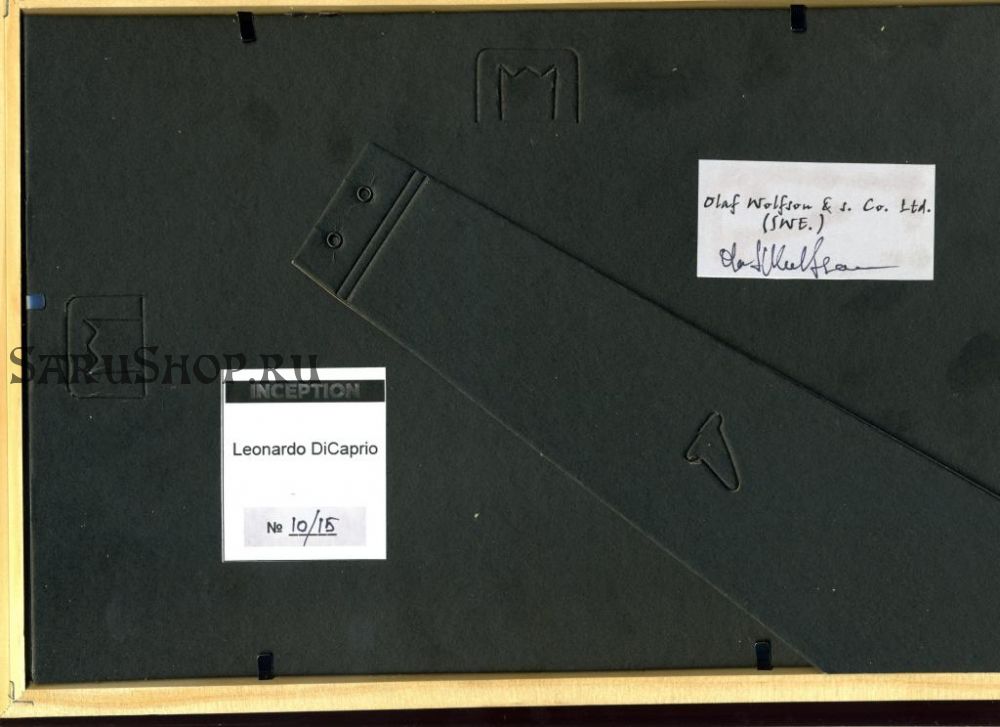 Olaf Wolfson & s. Co. Ltd.
(SWE.)
SARUSHOP.RU
INCEPTION
Leonardo DiCaprio
№ 10/15